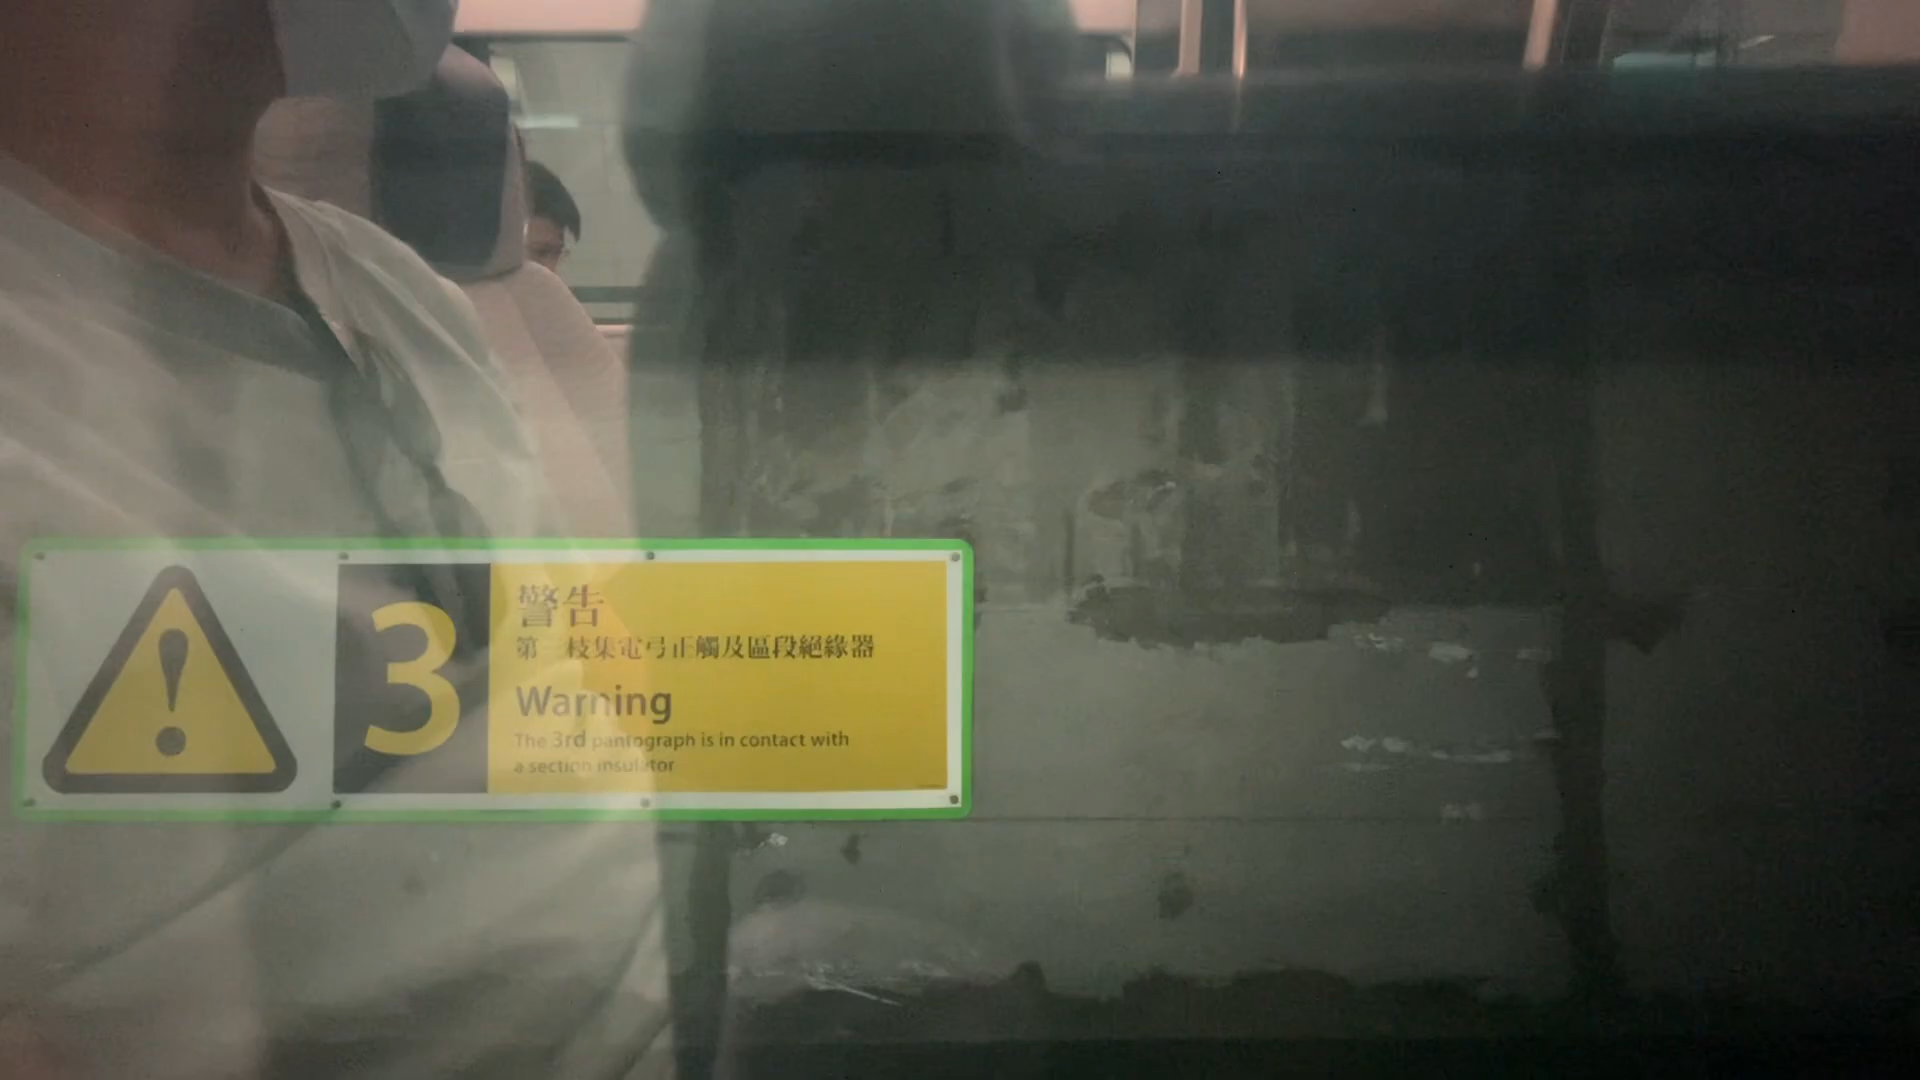 3
警告
第三枝集電弓正觸及區段絕緣器
Warning
The 3rd pantograph is in contact with
a section insulator